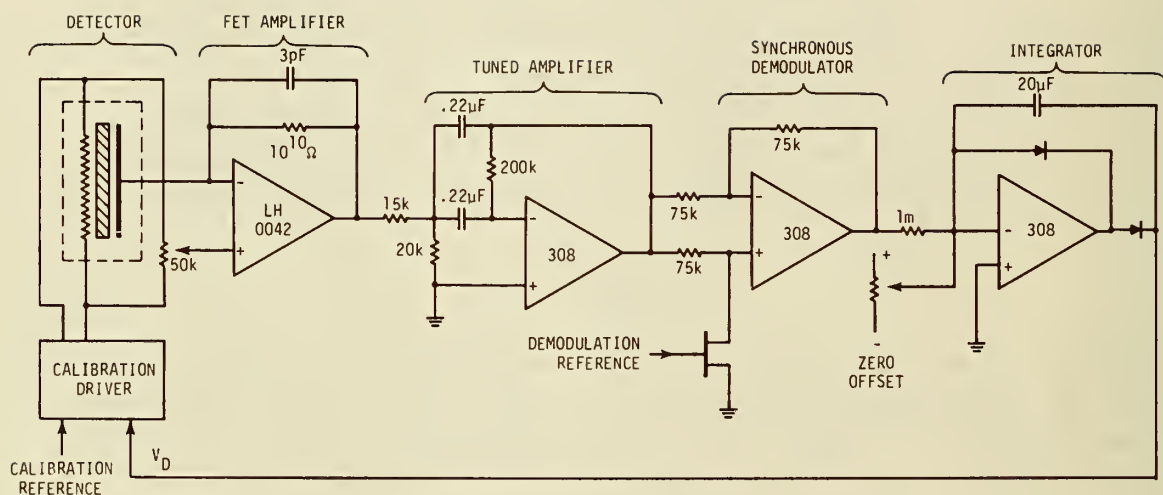 DETECTOR
FET AMPLIFIER
3pF
10^10Ω
LH
0042
-
+
50k
TUNED AMPLIFIER
.22μF
200k
.22μF
15k
20k
-
+
308
SYNCHRONOUS
DEMODULATOR
75k
75k
75k
-
+
308
1m
INTEGRATOR
20μF
-
+
308
+
-
ZERO
OFFSET
DEMODULATION
REFERENCE
CALIBRATION
DRIVER
CALIBRATION
REFERENCE
V_D